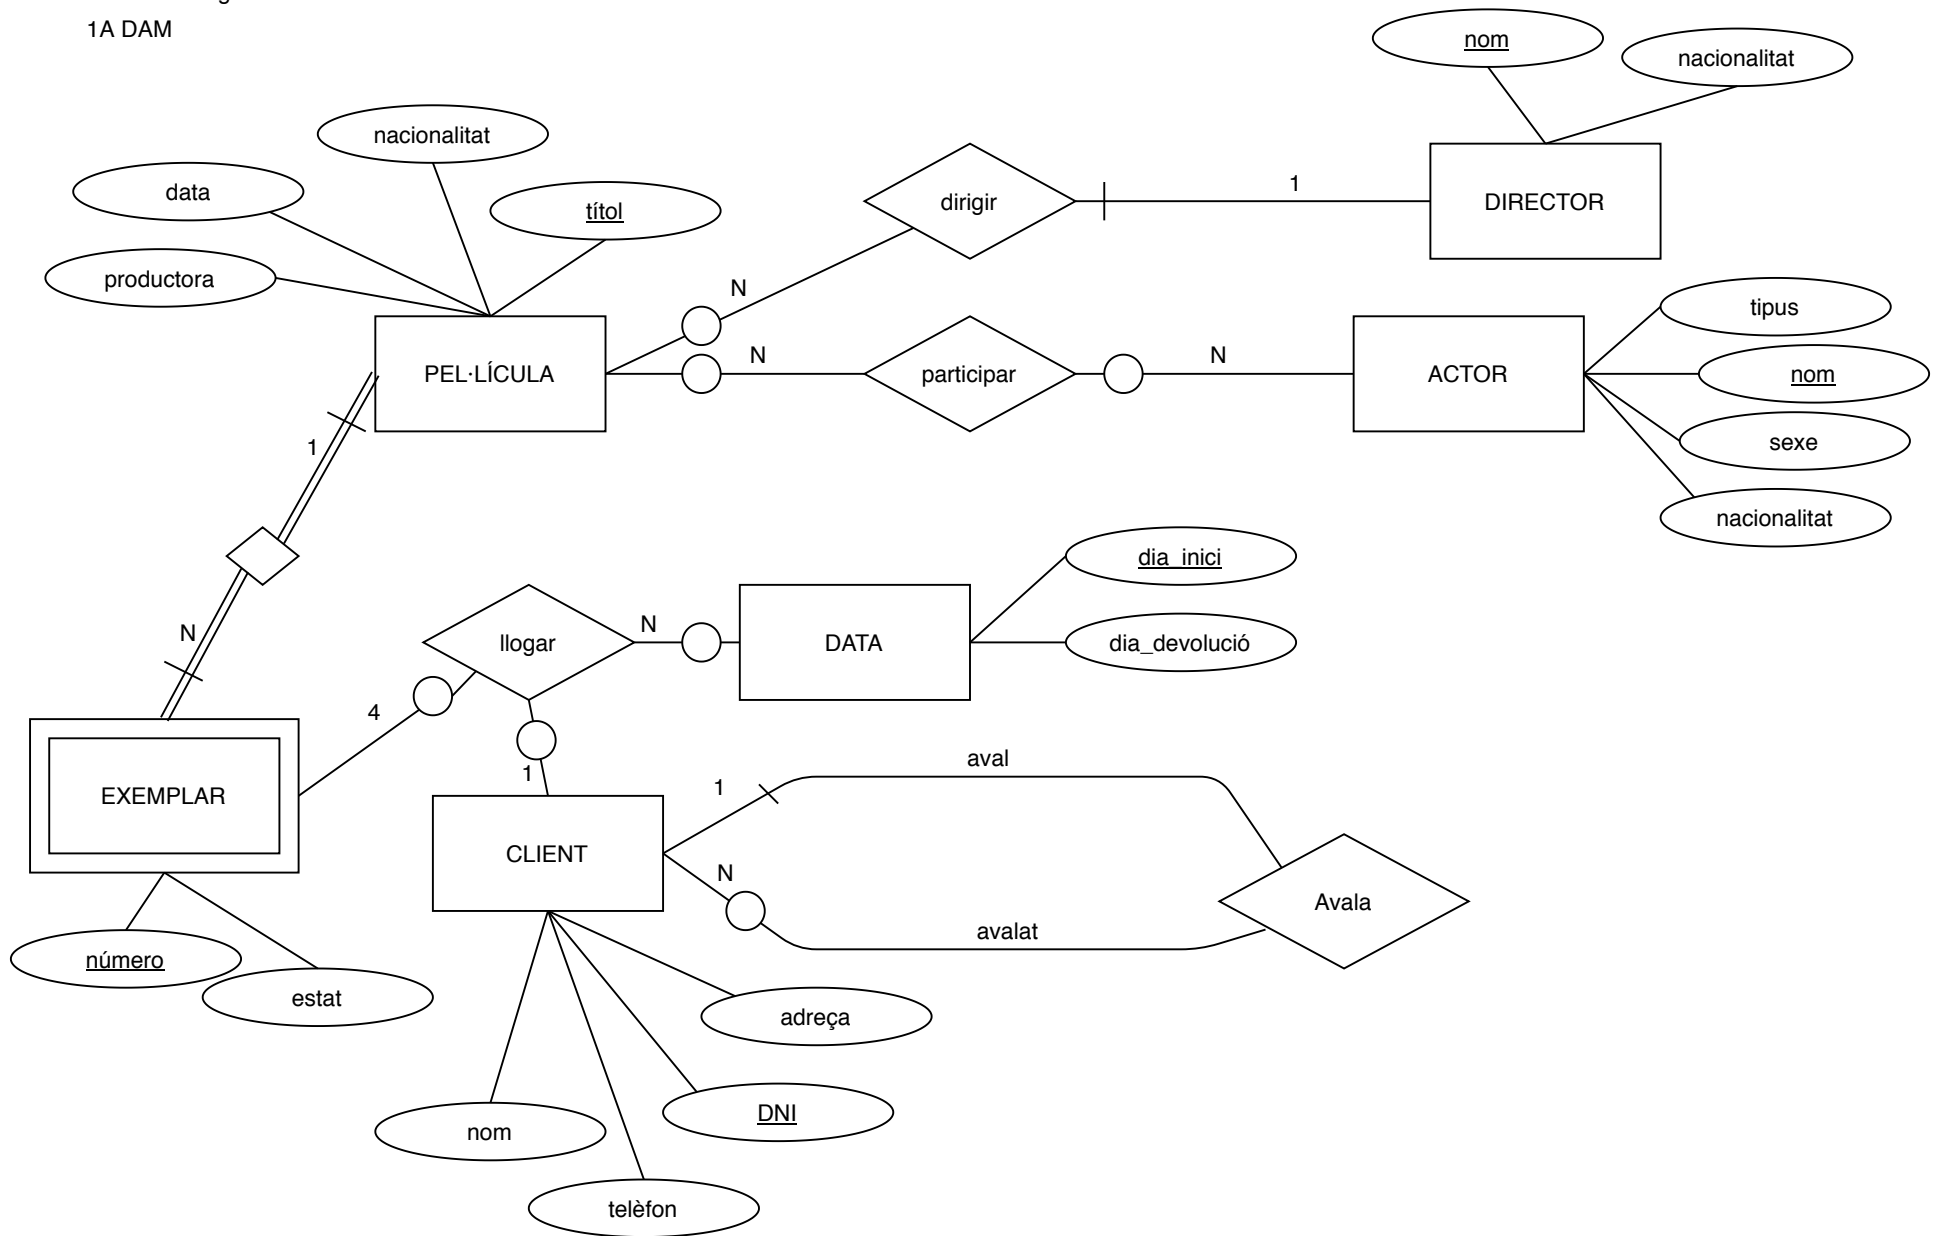 1A DAM
nom
nacionalitat
nacionalitat
data
títol
productora
dirigir
1
DIRECTOR
N
tipus
PEL·LÍCULA
N
participar
N
ACTOR
nom
sexe
nacionalitat
1
dia_inici
N
llogar
N
DATA
dia_devolució
4
1
aval
1
EXEMPLAR
CLIENT
N
Avala
avalat
número
estat
adreça
DNI
nom
telèfon